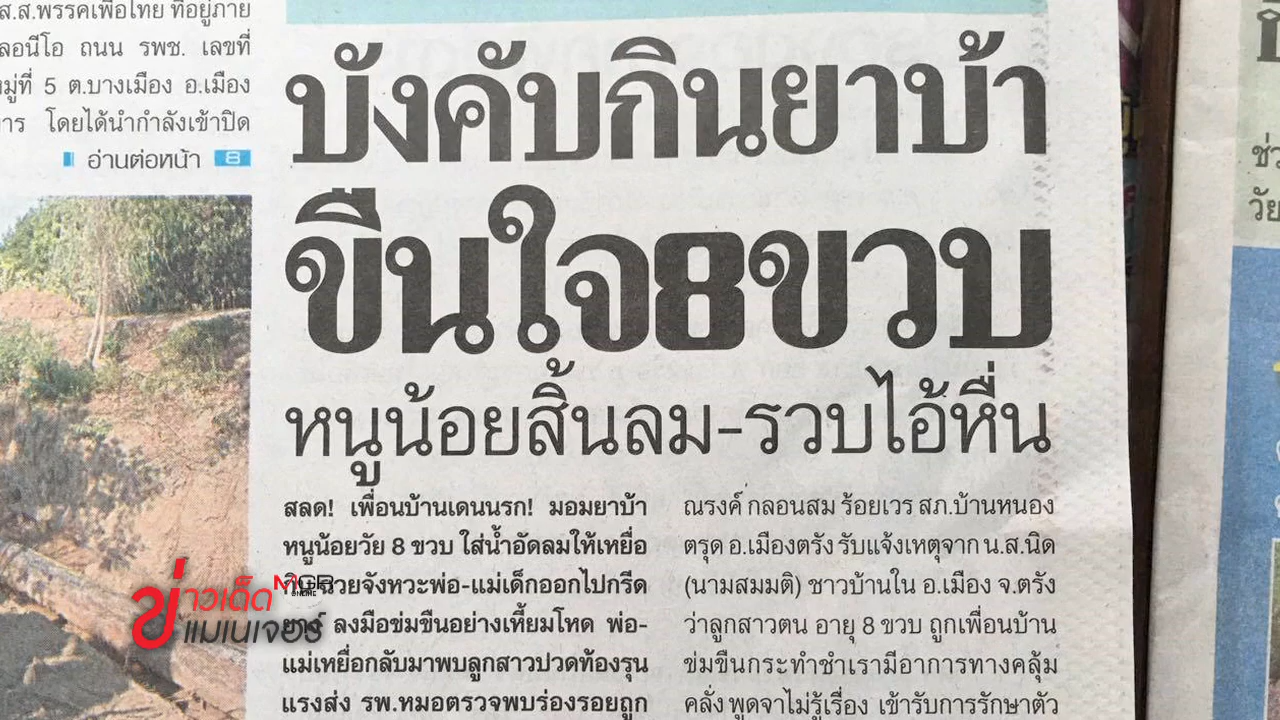 ส.ส.พรรคเพื่อไทย ที่อยู่ภาย
ลอนีโอ ถนน รพช. เลขที่
หมู่ที่ 5 ต.บางเมือง อ.เมือง
โดยได้นำกำลังเข้าปิด
อ่านต่อหน้า 8
บังคับกินยาบ้า
ขืนใจ8ขวบ
หนูน้อยสิ้นลม-รวบไอ้หื่น
สลด! เพื่อนบ้านเดนนรก! มอมยาบ้า
หนูน้อยวัย 8 ขวบ ใส่น้ำอัดลมให้เหยื่อ
ฉวยจังหวะพ่อ-แม่เด็กออกไปกรีด
ยาง ลงมือข่มขืนอย่างเหี้ยมโหด พ่อ-
แม่เหยื่อกลับมาพบลูกสาวปวดท้องรุน
แรงส่ง รพ.หมอตรวจพบร่องรอยถูก
ณรงค์ กลอนสม ร้อยเวร สภ.บ้านหนอง
ตรุด อ.เมืองตรัง รับแจ้งเหตุจาก น.ส.นิด
(นามสมมติ) ชาวบ้านใน อ.เมือง จ.ตรัง
ว่าลูกสาวตน อายุ 8 ขวบ ถูกเพื่อนบ้าน
ข่มขืนกระทำชำเรามีอาการทางคลุ้ม
คลั่ง พูดจาไม่รู้เรื่อง เข้ารับการรักษาตัว
ช่ว
วัย
ข่าวเด็ด
MGR
ONLINE
แมเนเจอร์